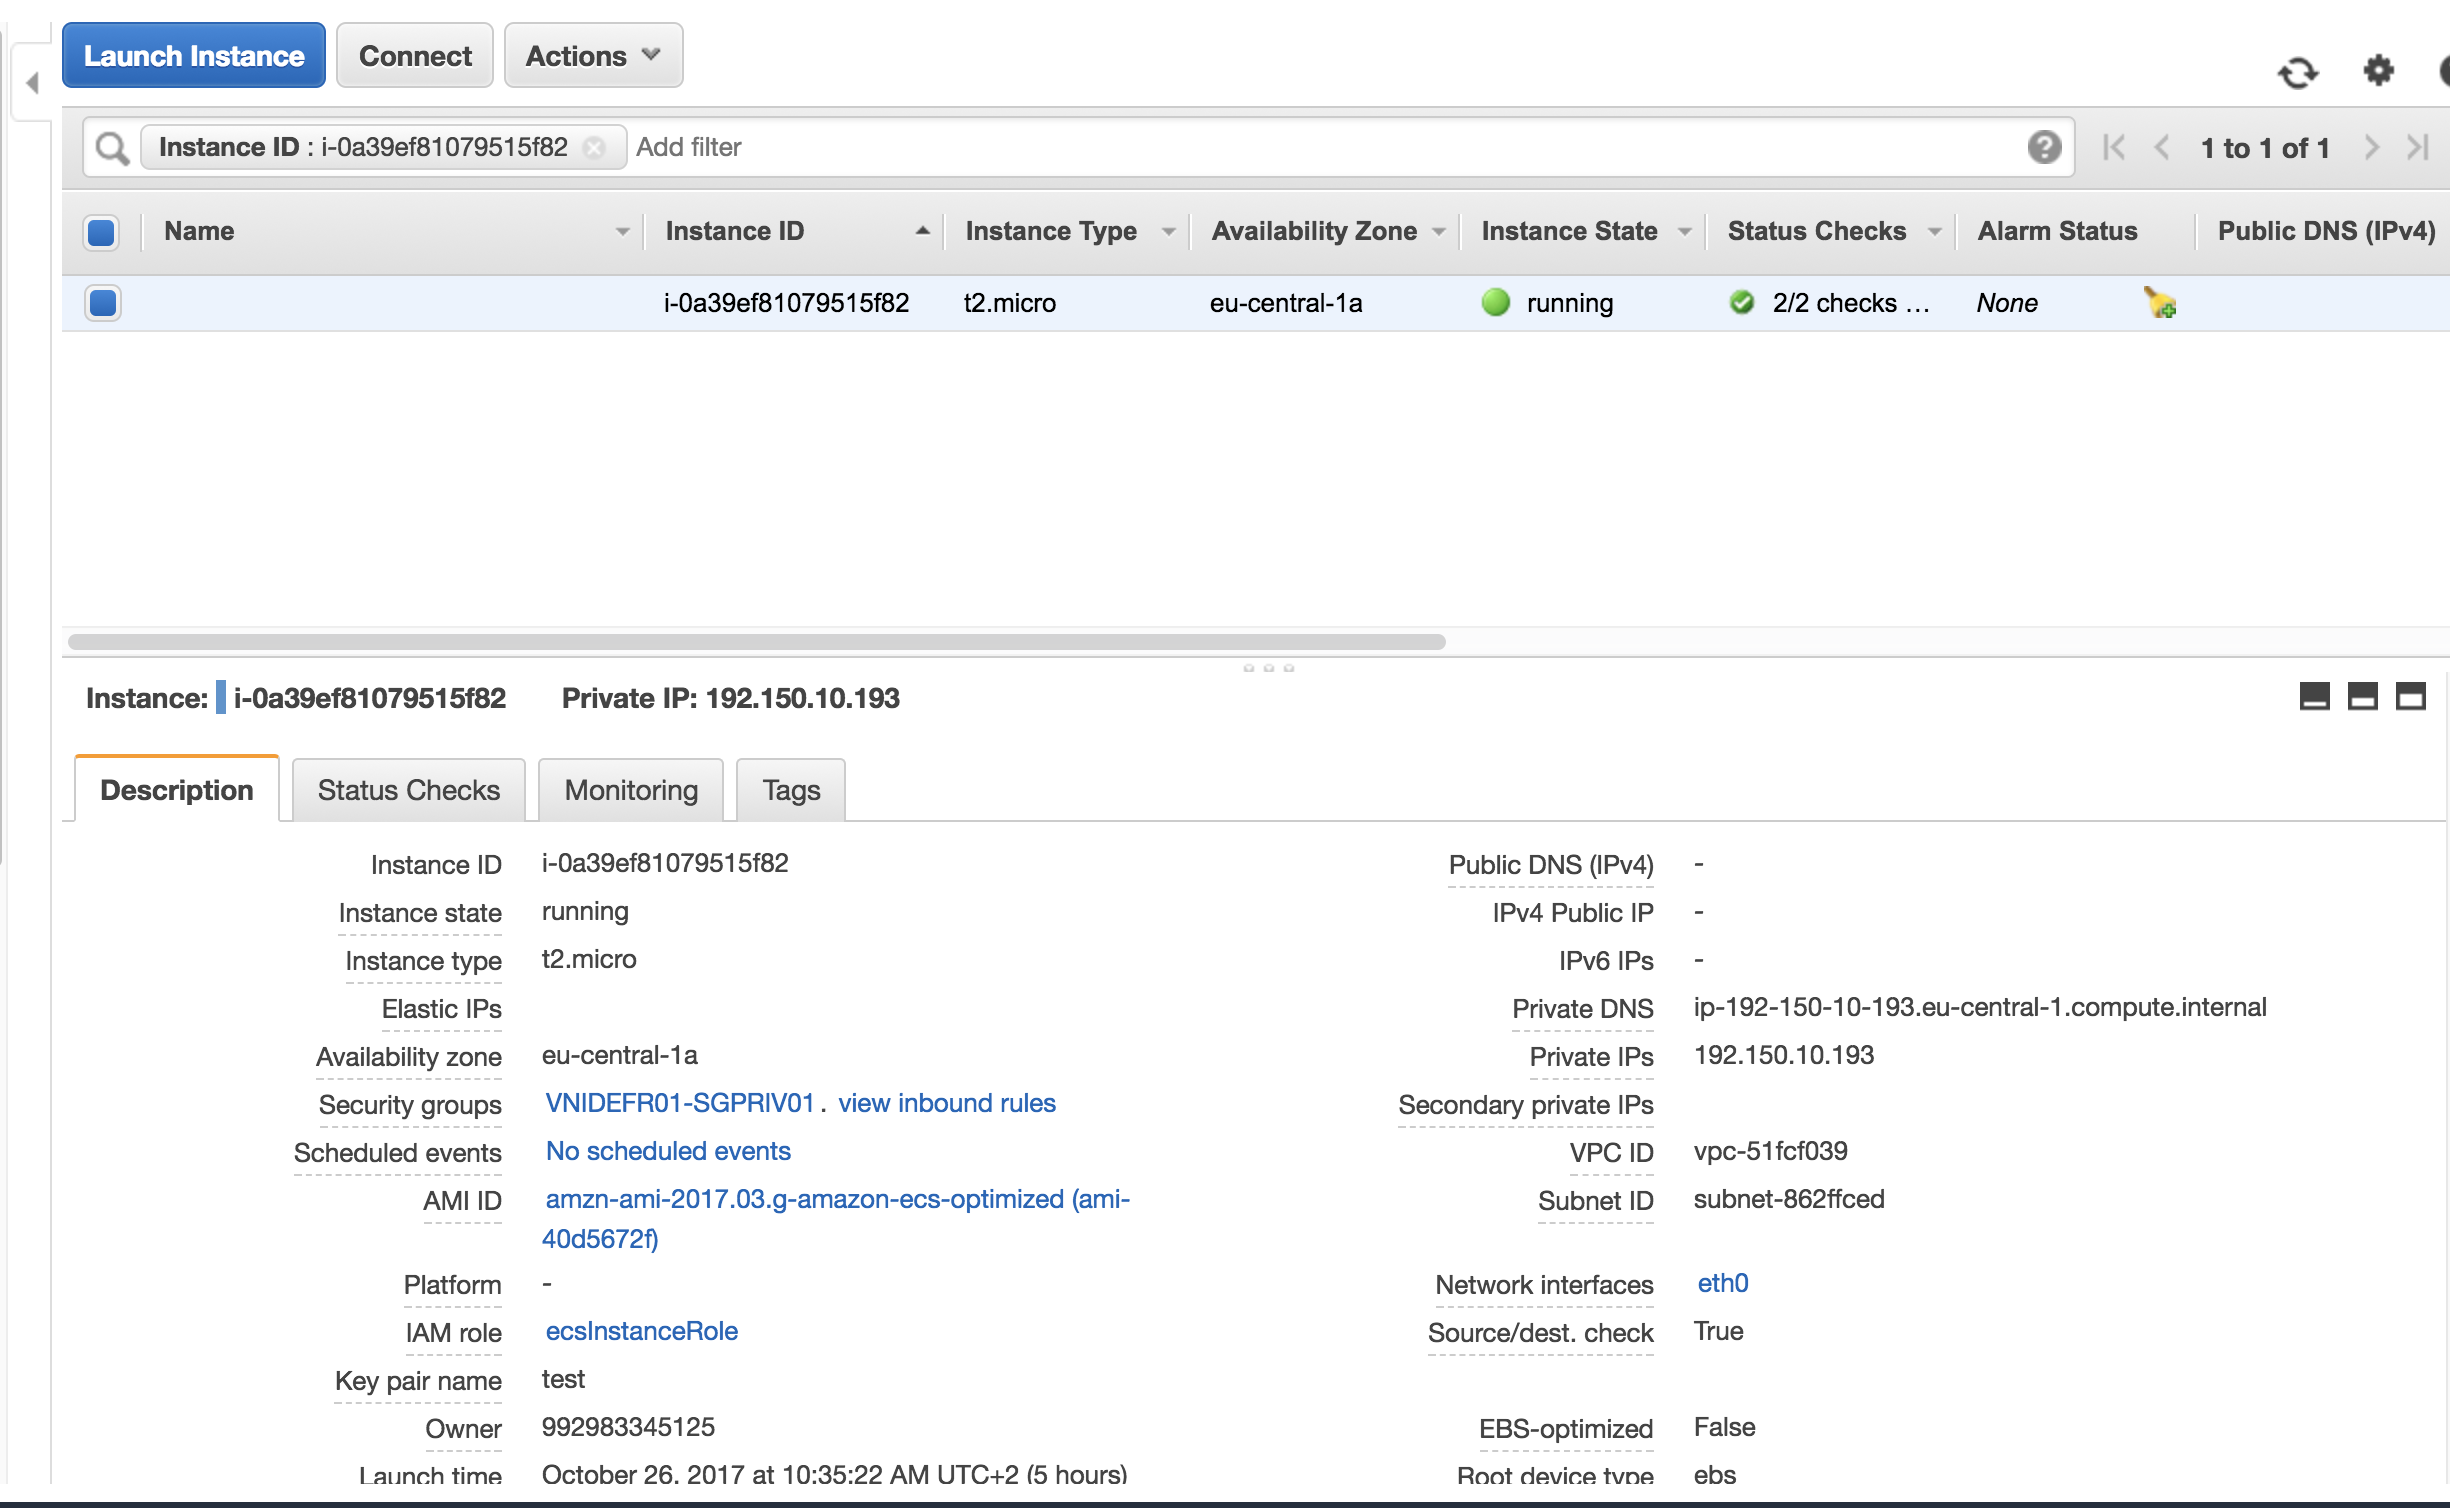 Launch Instance Connect Actions
Instance ID : i-0a39ef81079515f82 Add filter 1 to 1 of 1
Name Instance ID Instance Type Availability Zone Instance State Status Checks Alarm Status Public DNS (IPv4)
i-0a39ef81079515f82 t2.micro eu-central-1a running 2/2 checks … None
Instance: i-0a39ef81079515f82 Private IP: 192.150.10.193
Description Status Checks Monitoring Tags
Instance ID i-0a39ef81079515f82 Public DNS (IPv4) -
Instance state running IPv4 Public IP -
Instance type t2.micro IPv6 IPs -
Elastic IPs Private DNS ip-192-150-10-193.eu-central-1.compute.internal
Availability zone eu-central-1a Private IPs 192.150.10.193
Security groups VNIDEFR01-SGPRIV01 . view inbound rules Secondary private IPs
Scheduled events No scheduled events VPC ID vpc-51fcf039
AMI ID amzn-ami-2017.03.g-amazon-ecs-optimized (ami- Subnet ID subnet-862ffced
40d5672f)
Platform - Network interfaces eth0
IAM role ecsInstanceRole Source/dest. check True
Key pair name test
Owner 992983345125 EBS-optimized False
Launch time October 26, 2017 at 10:35:22 AM UTC+2 (5 hours) Root device type ebs